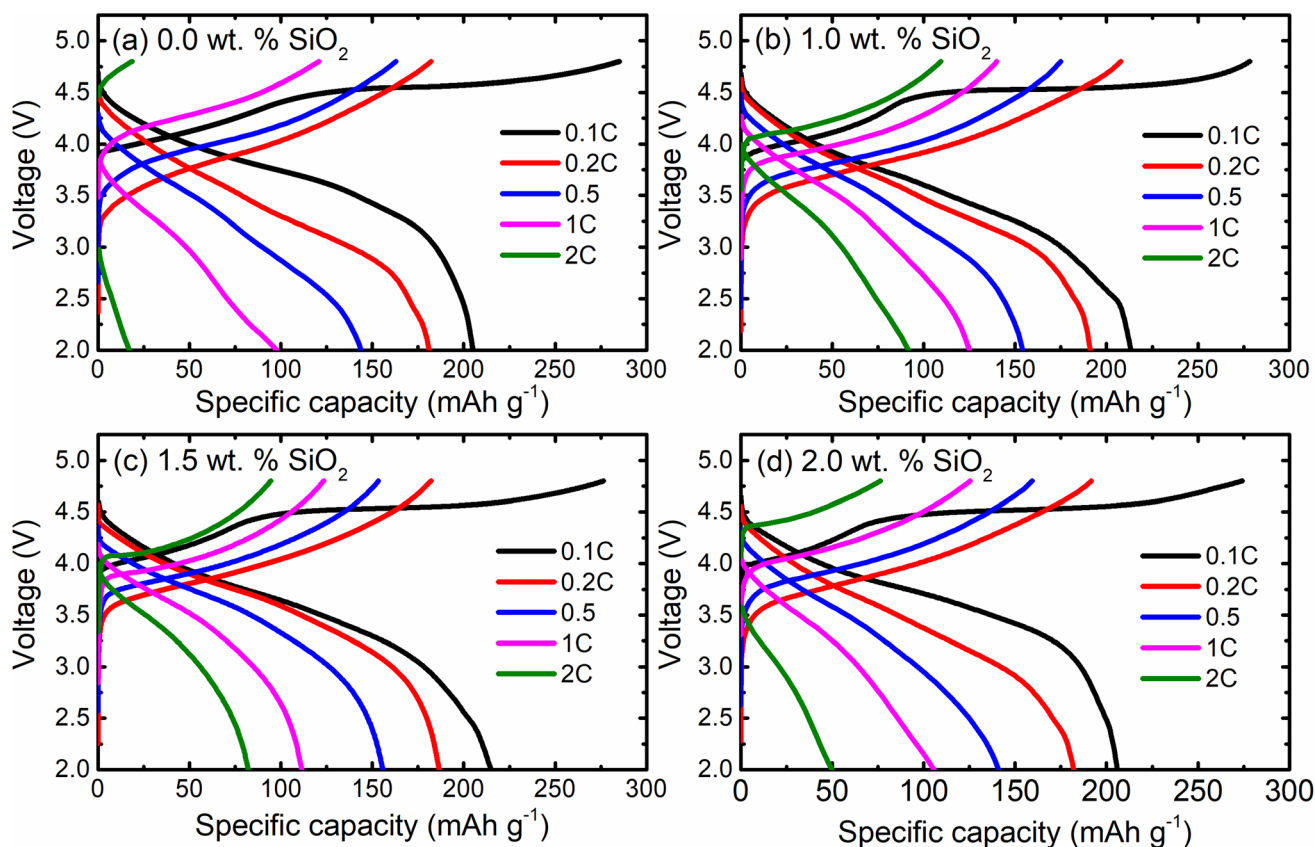 (a) 0.0 wt. % SiO₂
5.0
4.5
4.0
3.5
3.0
2.5
2.0
Voltage (V)
0.1C
0.2C
0.5
1C
2C
0 50 100 150 200 250 300
Specific capacity (mAh g⁻¹)
(b) 1.0 wt. % SiO₂
5.0
4.5
4.0
3.5
3.0
2.5
2.0
Voltage (V)
0.1C
0.2C
0.5
1C
2C
0 50 100 150 200 250 300
Specific capacity (mAh g⁻¹)
(c) 1.5 wt. % SiO₂
5.0
4.5
4.0
3.5
3.0
2.5
2.0
Voltage (V)
0.1C
0.2C
0.5
1C
2C
0 50 100 150 200 250 300
Specific capacity (mAh g⁻¹)
(d) 2.0 wt. % SiO₂
5.0
4.5
4.0
3.5
3.0
2.5
2.0
Voltage (V)
0.1C
0.2C
0.5
1C
2C
0 50 100 150 200 250 300
Specific capacity (mAh g⁻¹)